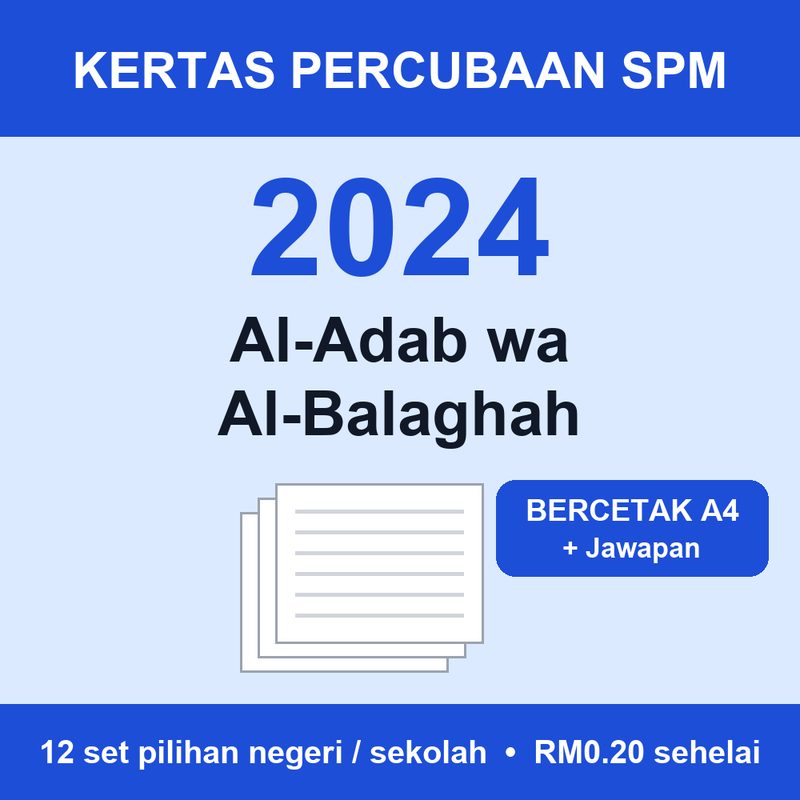 KERTAS PERCUBAAN SPM
2024
Al-Adab wa
Al-Balaghah
BERCETAK A4
+ Jawapan
12 set pilihan negeri / sekolah • RM0.20 sehelai